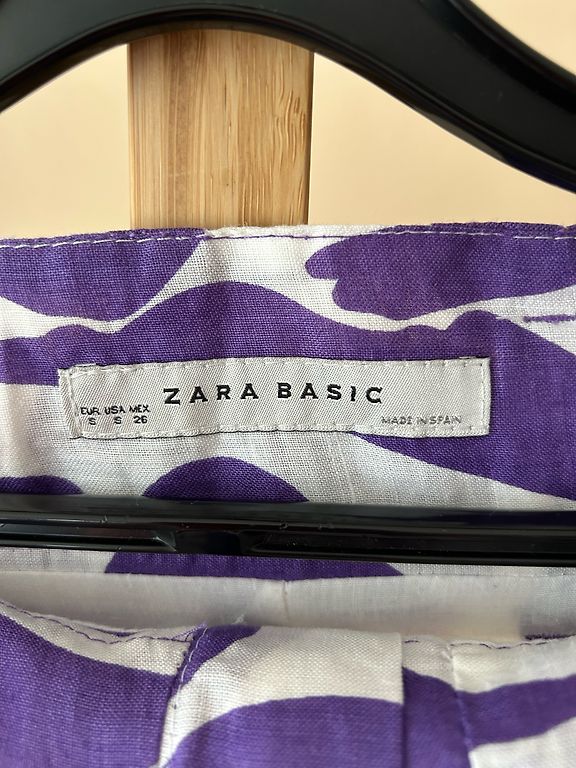 ZARA BASIC
EUR USA MEX
S S 26
MADE IN SPAIN